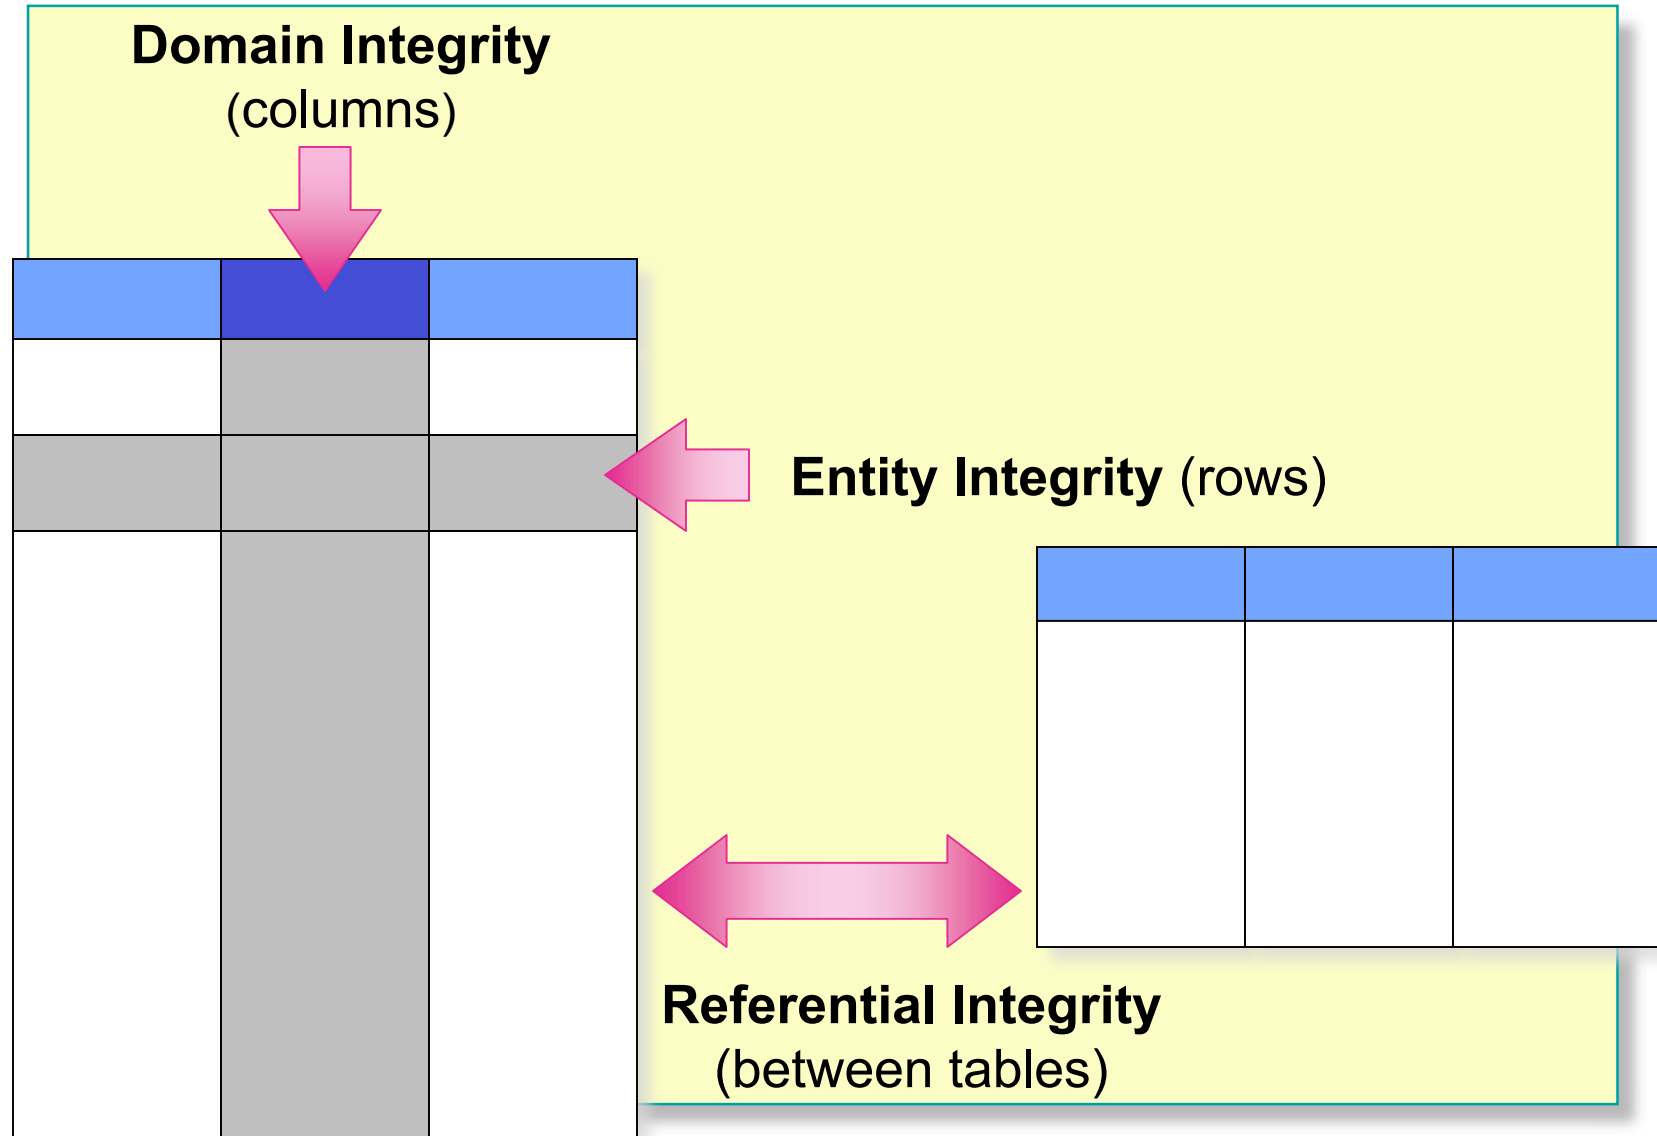 Domain Integrity
(columns)
Entity Integrity (rows)
Referential Integrity
(between tables)